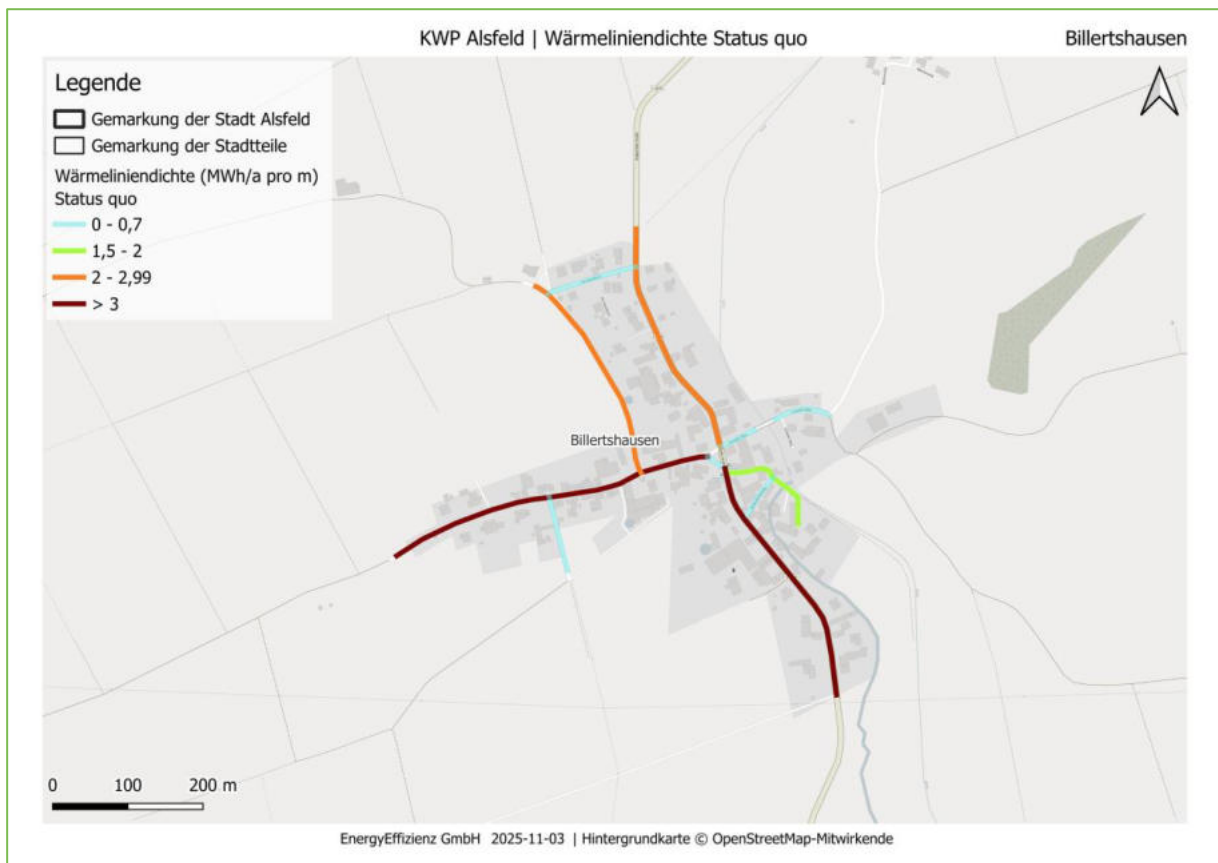 KWP Alsfeld | Wärmeliniendichte Status quo
Billertshausen
Legende
Gemarkung der Stadt Alsfeld
Gemarkung der Stadtteile
Wärmeliniendichte (MWh/a pro m)
Status quo
0 - 0,7
1,5 - 2
2 - 2,99
> 3
Billertshausen
0 100 200 m
EnergyEffizienz GmbH 2025-11-03 | Hintergrundkarte © OpenStreetMap-Mitwirkende